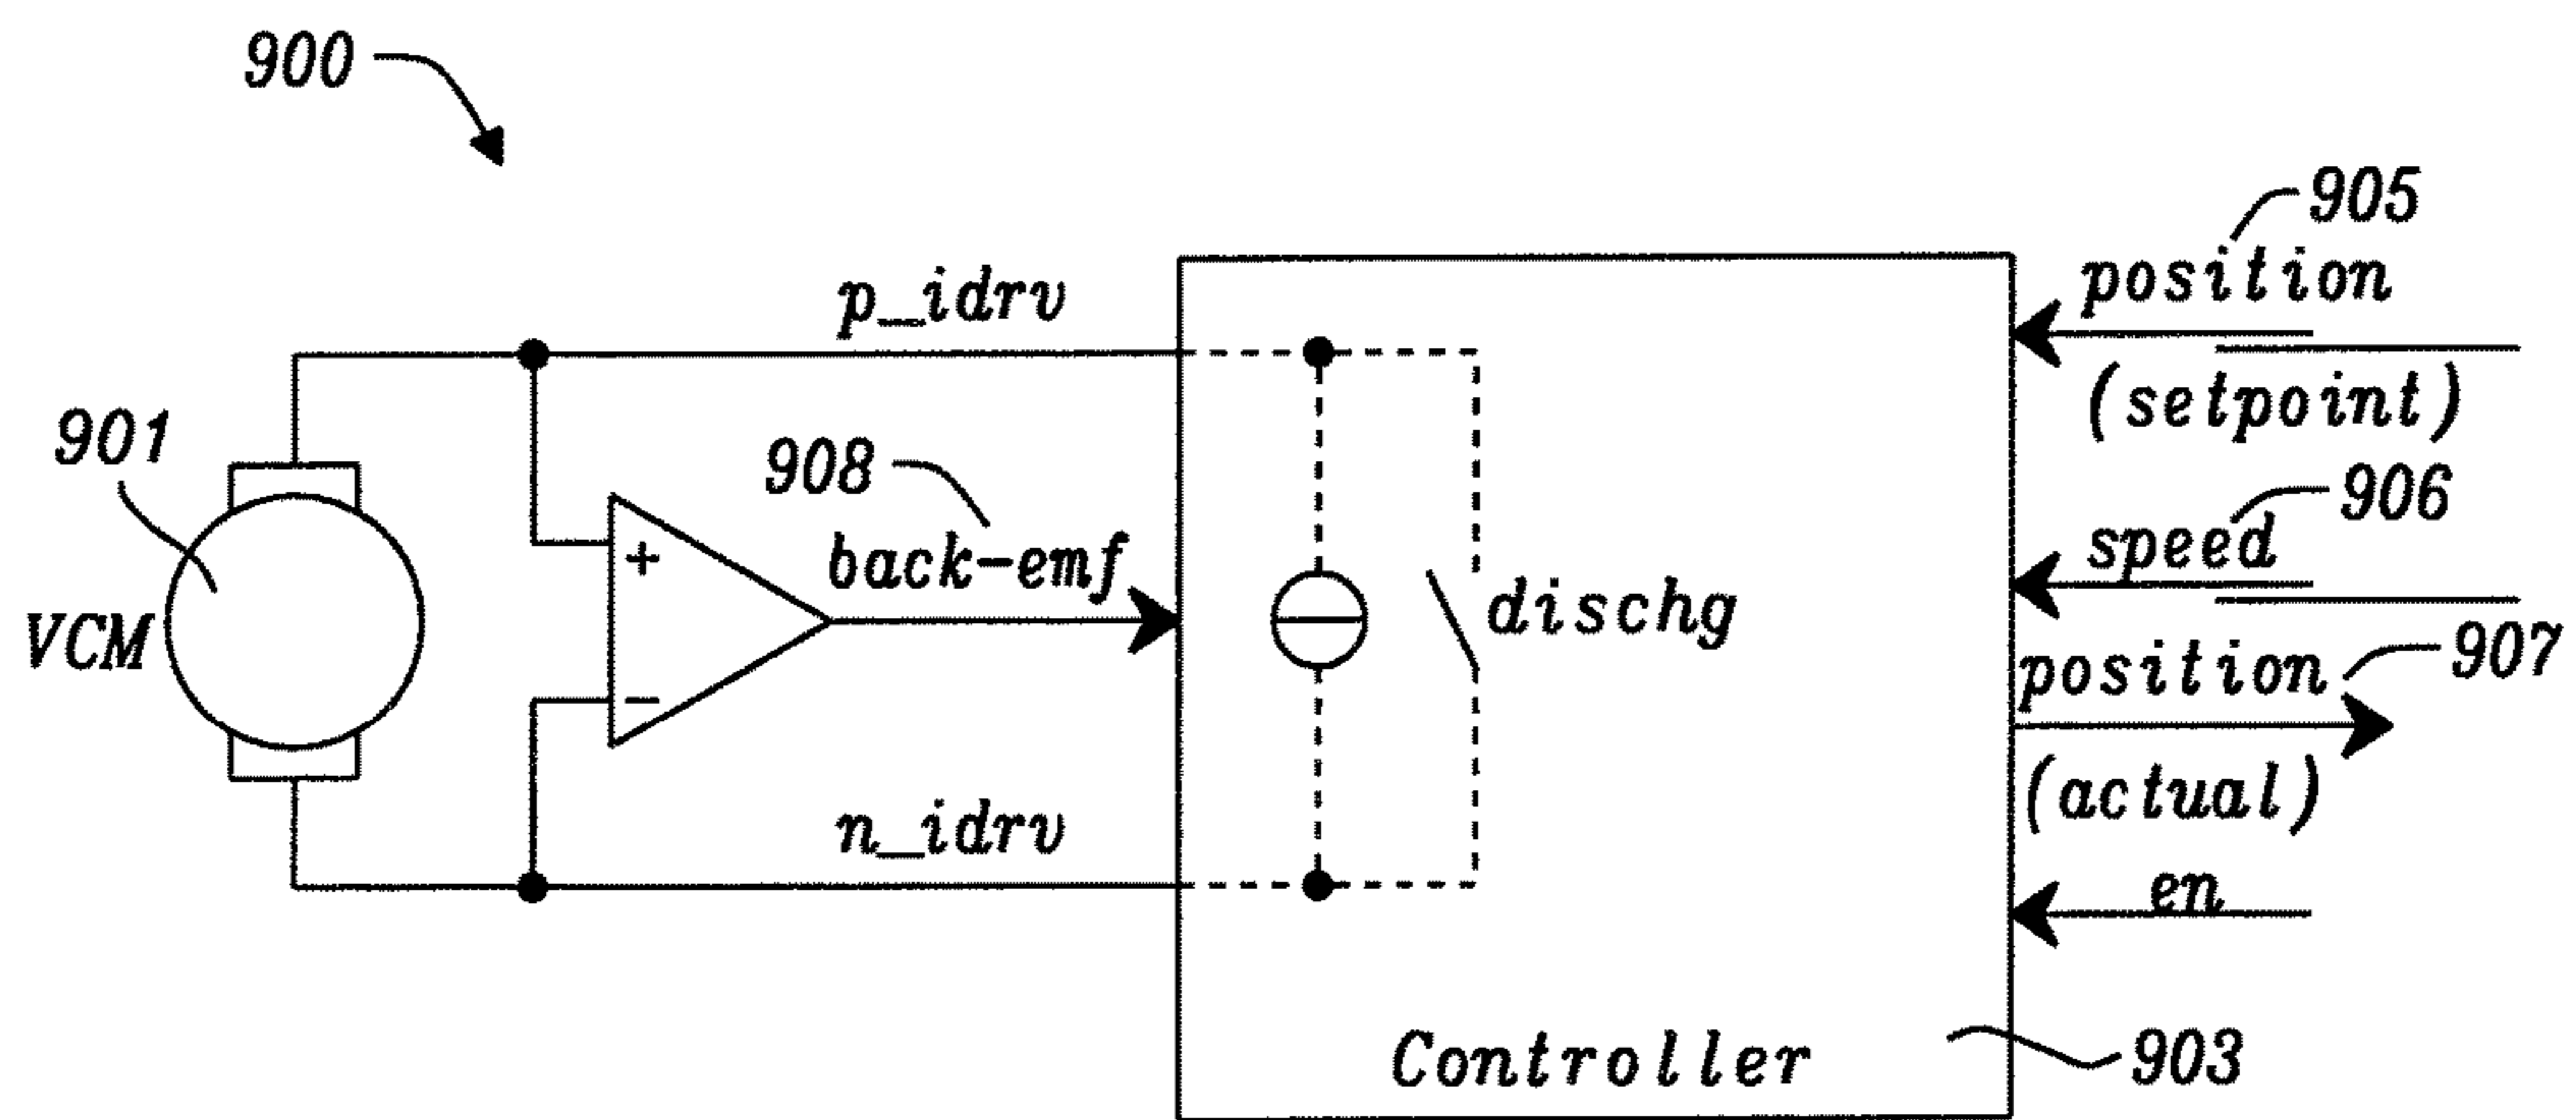 900
905
position
(setpoint)
p_idrv
901
908
906
back-emf
speed
dischg
VCM
907
position
(actual)
n_idrv
en
Controller
903
+
−